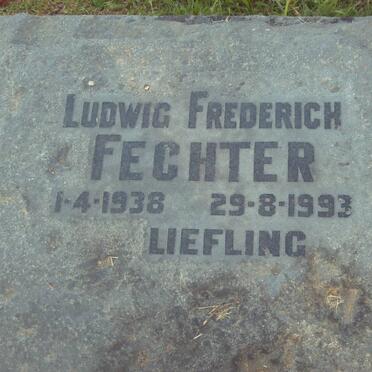 LUDWIG FREDERICH
FECHTER
1-4-1938 29-8-1993
LIEFLING